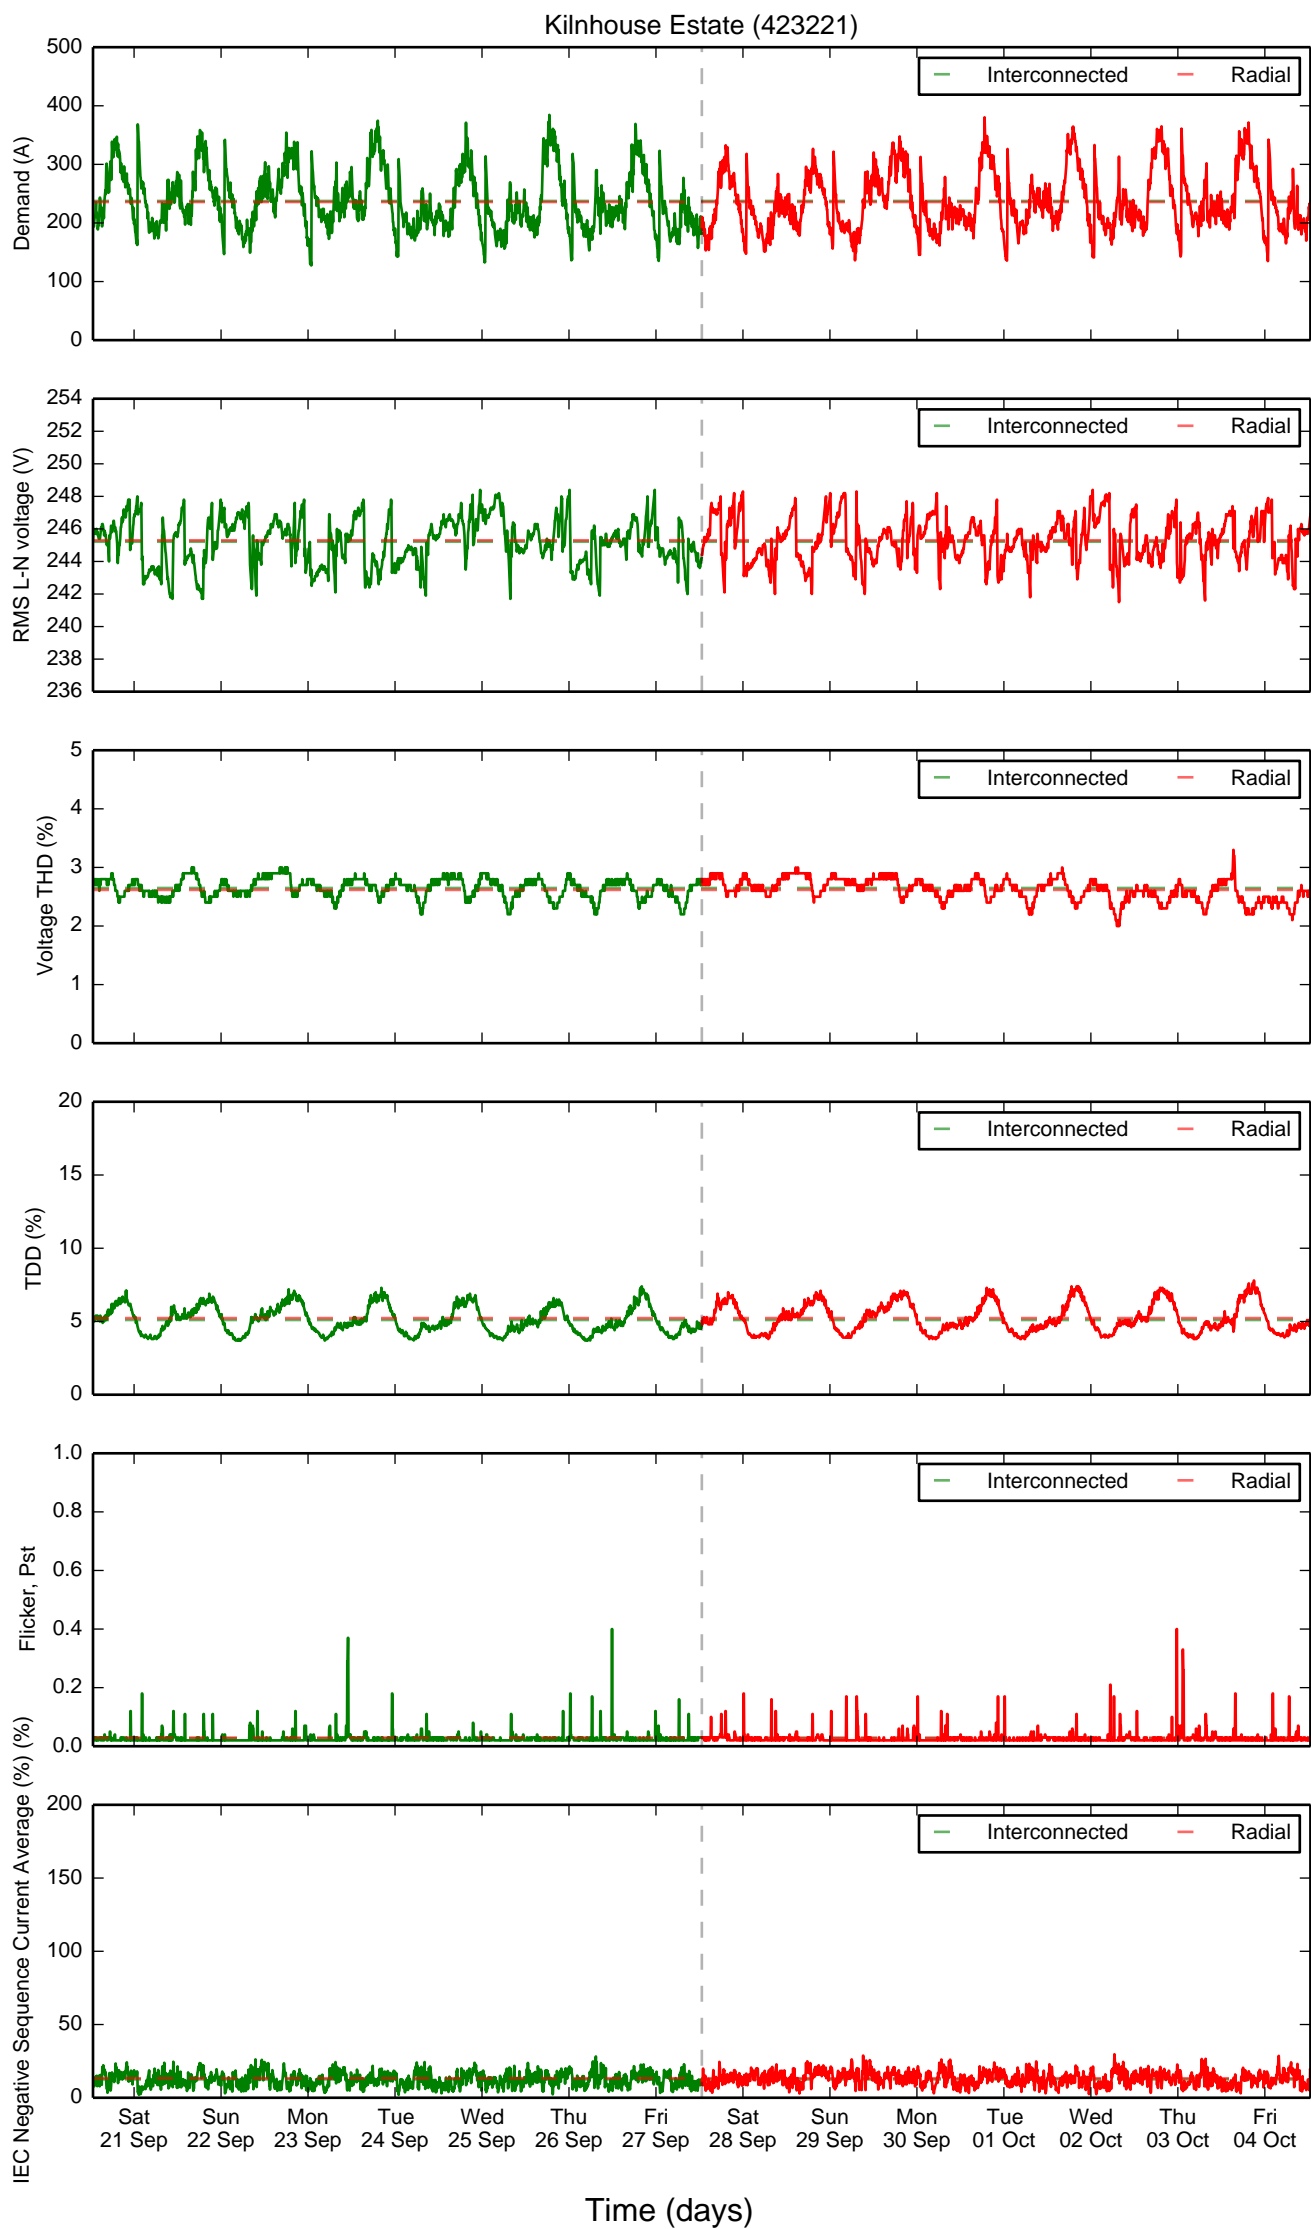 Kilnhouse Estate (423221)
500
400
300
200
100
0
Demand (A)
Interconnected Radial
254
252
250
248
246
244
242
240
238
236
RMS L-N voltage (V)
Interconnected Radial
5
4
3
2
1
0
Voltage THD (%)
Interconnected Radial
20
15
10
5
0
TDD (%)
Interconnected Radial
1.0
0.8
0.6
0.4
0.2
0.0
Flicker, Pst
Interconnected Radial
200
150
100
50
0
IEC Negative Sequence Current Average (%) (%)
Interconnected Radial
Sat Sun Mon Tue Wed Thu Fri Sat Sun Mon Tue Wed Thu Fri
21 Sep 22 Sep 23 Sep 24 Sep 25 Sep 26 Sep 27 Sep 28 Sep 29 Sep 30 Sep 01 Oct 02 Oct 03 Oct 04 Oct
Time (days)